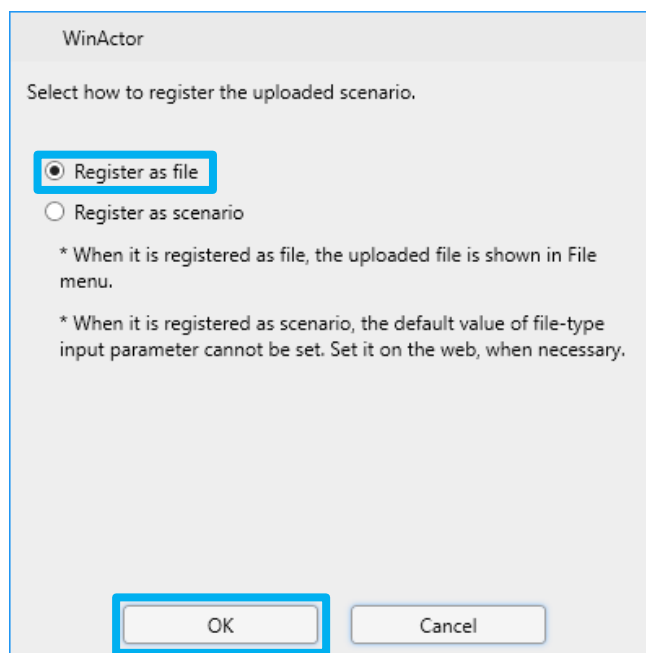 WinActor
Select how to register the uploaded scenario.
Register as file
Register as scenario
* When it is registered as file, the uploaded file is shown in File
menu.
* When it is registered as scenario, the default value of file-type
input parameter cannot be set. Set it on the web, when necessary.
OK
Cancel